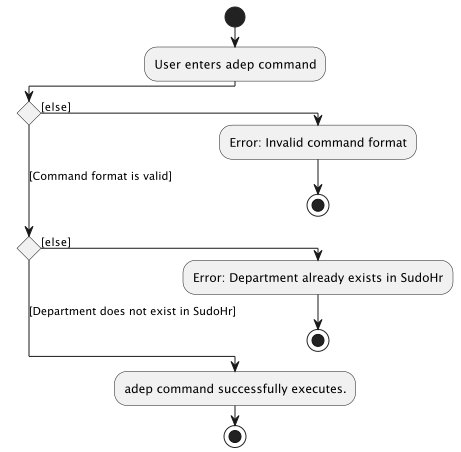 User enters adep command
[else]
Error: Invalid command format
[Command format is valid]
[else]
Error: Department already exists in SudoHr
[Department does not exist in SudoHr]
adep command successfully executes.